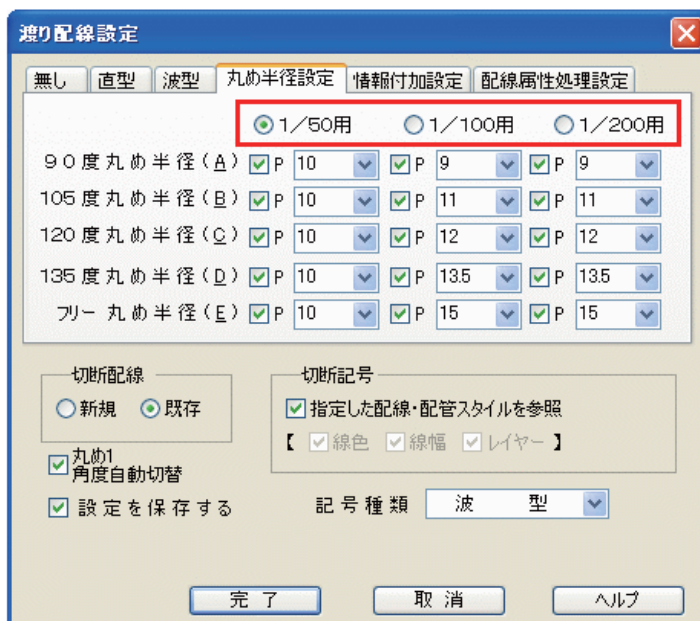 渡り配線設定
無し 直型 波型 丸め半径設定 情報付加設定 配線属性処理設定
1/50用 1/100用 1/200用
90度丸め半径(A) P 10 P 9 P 9
105度丸め半径(B) P 10 P 11 P 11
120度丸め半径(C) P 10 P 12 P 12
135度丸め半径(D) P 10 P 13.5 P 13.5
フリー 丸め半径(E) P 10 P 15 P 15
切断配線 切断記号
新規 既存 指定した配線・配管スタイルを参照
【 線色 線幅 レイヤー 】
丸め1
角度自動切替
設定を保存する 記号種類 波 型
完了 取消 ヘルプ